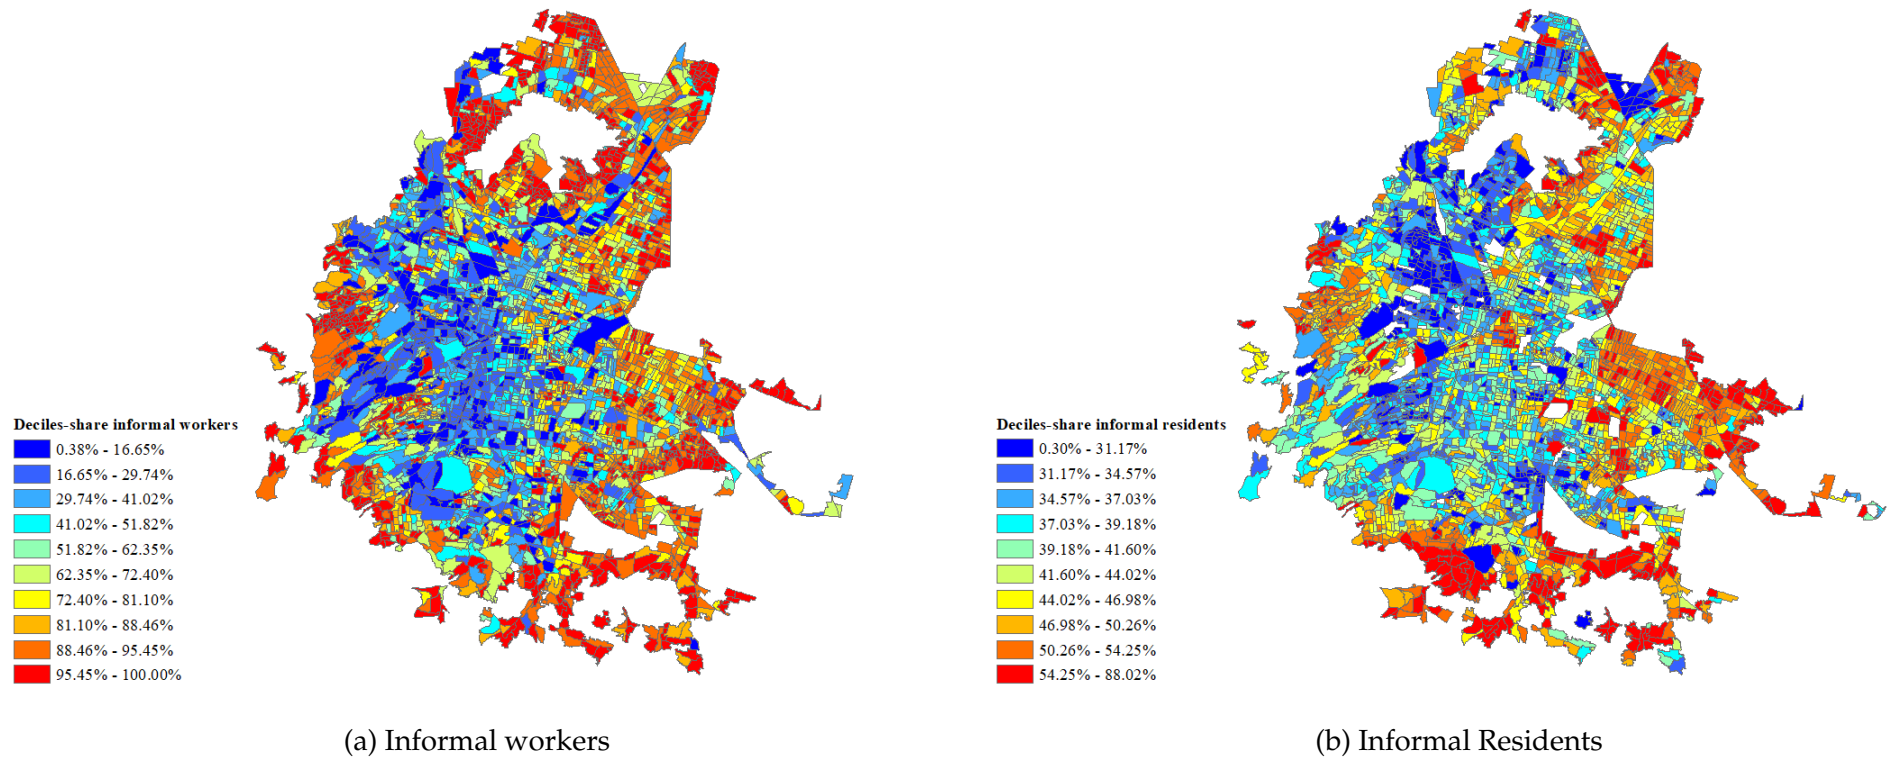 Deciles-share informal workers
0.38% - 16.65%
16.65% - 29.74%
29.74% - 41.02%
41.02% - 51.82%
51.82% - 62.35%
62.35% - 72.40%
72.40% - 81.10%
81.10% - 88.46%
88.46% - 95.45%
95.45% - 100.00%
(a) Informal workers
Deciles-share informal residents
0.30% - 31.17%
31.17% - 34.57%
34.57% - 37.03%
37.03% - 39.18%
39.18% - 41.60%
41.60% - 44.02%
44.02% - 46.98%
46.98% - 50.26%
50.26% - 54.25%
54.25% - 88.02%
(b) Informal Residents